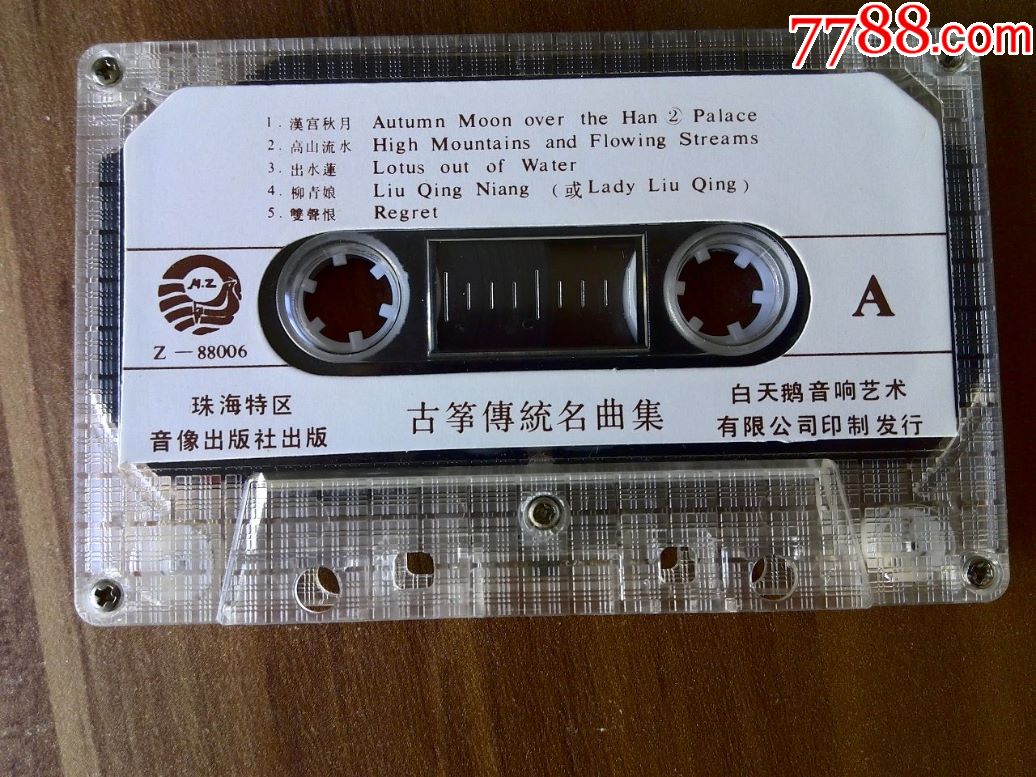 7788.com
1. 漢宮秋月 Autumn Moon over the Han ② Palace
2. 高山流水 High Mountains and Flowing Streams
3. 出水蓮 Lotus out of Water
4. 柳青娘 Liu Qing Niang (或 Lady Liu Qing)
5. 雙聲恨 Regret
M.Z
A
Z — 88006
珠海特区
音像出版社出版
古筝傳統名曲集
白天鹅音响艺术
有限公司印制发行